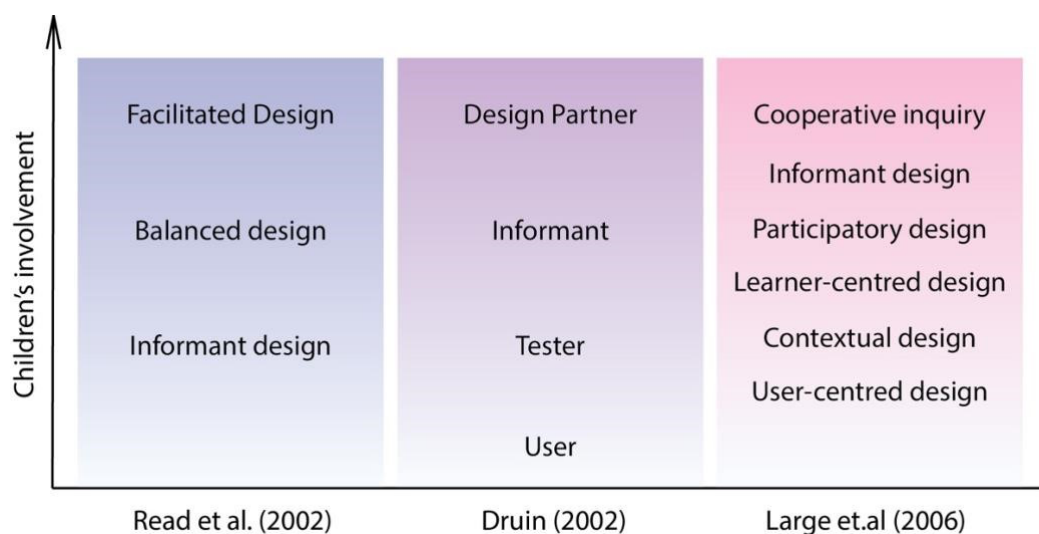 Children's involvement
Facilitated Design
Balanced design
Informant design
Design Partner
Informant
Tester
User
Cooperative inquiry
Informant design
Participatory design
Learner-centred design
Contextual design
User-centred design
Read et al. (2002)
Druin (2002)
Large et.al (2006)